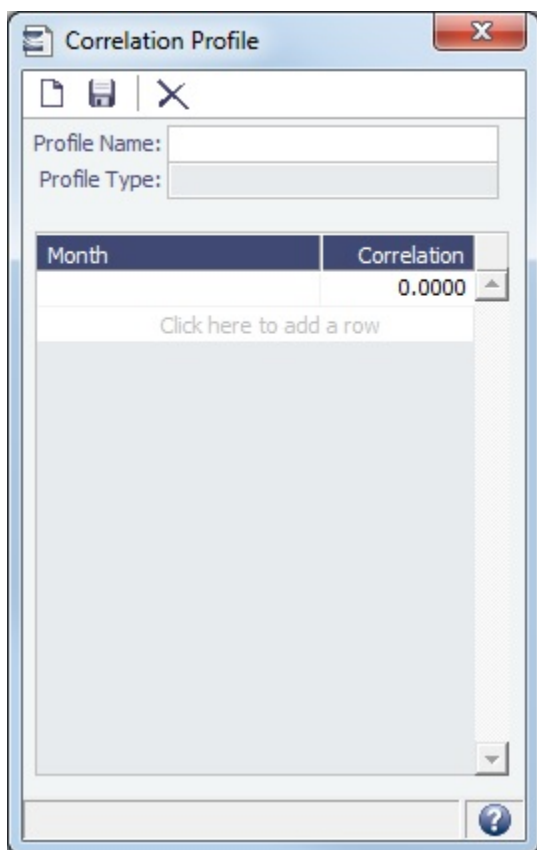 Correlation Profile
Profile Name:
Profile Type:
Month Correlation
0.0000
Click here to add a row